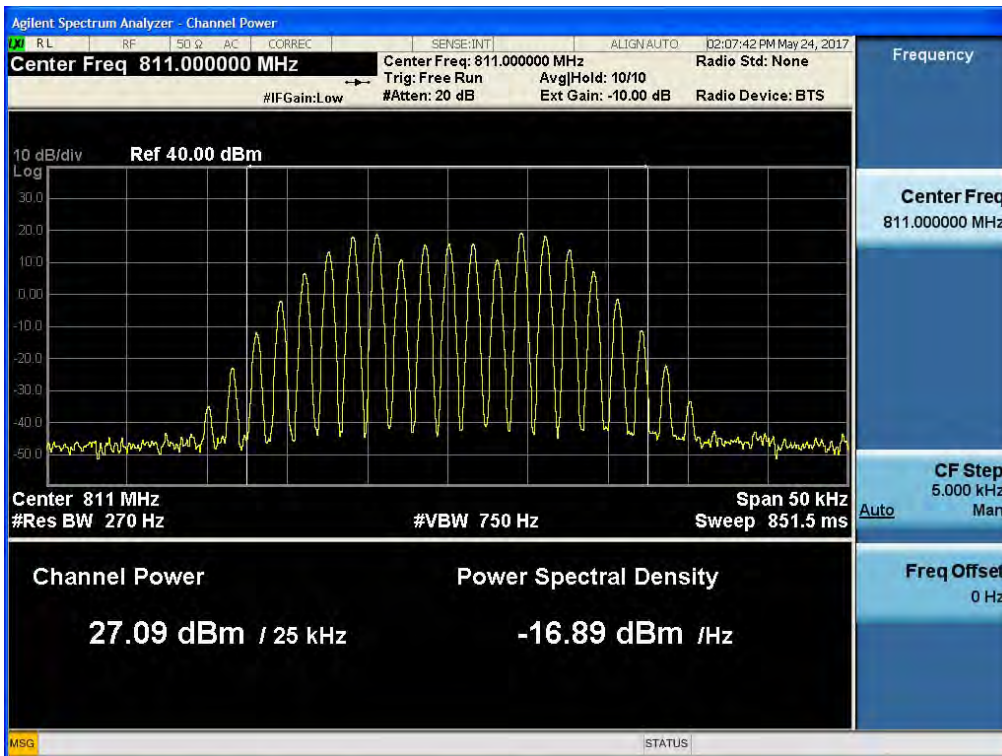 Agilent Spectrum Analyzer - Channel Power
LXI RL RF 50 Ω AC CORREC SENSE:INT ALIGN AUTO 02:07:42 PM May 24, 2017
Center Freq 811.000000 MHz
Center Freq: 811.000000 MHz Radio Std: None
Trig: Free Run Avg|Hold: 10/10
#IFGain:Low #Atten: 20 dB Ext Gain: -10.00 dB Radio Device: BTS
10 dB/div Ref 40.00 dBm
Log
30.0
20.0
10.0
0.00
-10.0
-20.0
-30.0
-40.0
-50.0
Center 811 MHz Span 50 kHz
#Res BW 270 Hz #VBW 750 Hz Sweep 851.5 ms
Channel Power Power Spectral Density
27.09 dBm / 25 kHz -16.89 dBm /Hz
MSG STATUS
Frequency
Center Freq
811.000000 MHz
CF Step
5.000 kHz
Auto Man
Freq Offset
0 Hz